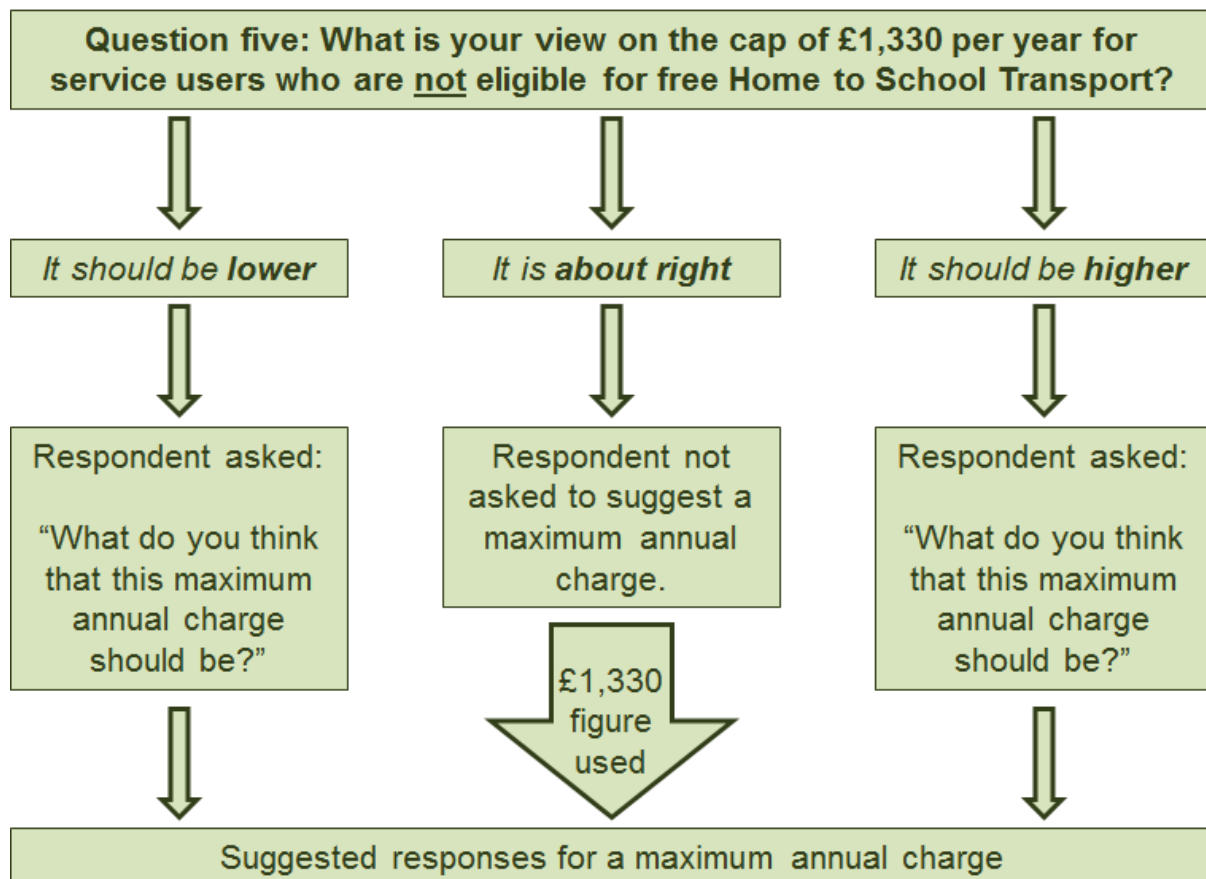 Question five: What is your view on the cap of £1,330 per year for
service users who are not eligible for free Home to School Transport?
It should be lower
It is about right
It should be higher
Respondent asked:
“What do you think
that this maximum
annual charge
should be?”
Respondent not
asked to suggest a
maximum annual
charge.
Respondent asked:
“What do you think
that this maximum
annual charge
should be?”
£1,330
figure
used
Suggested responses for a maximum annual charge